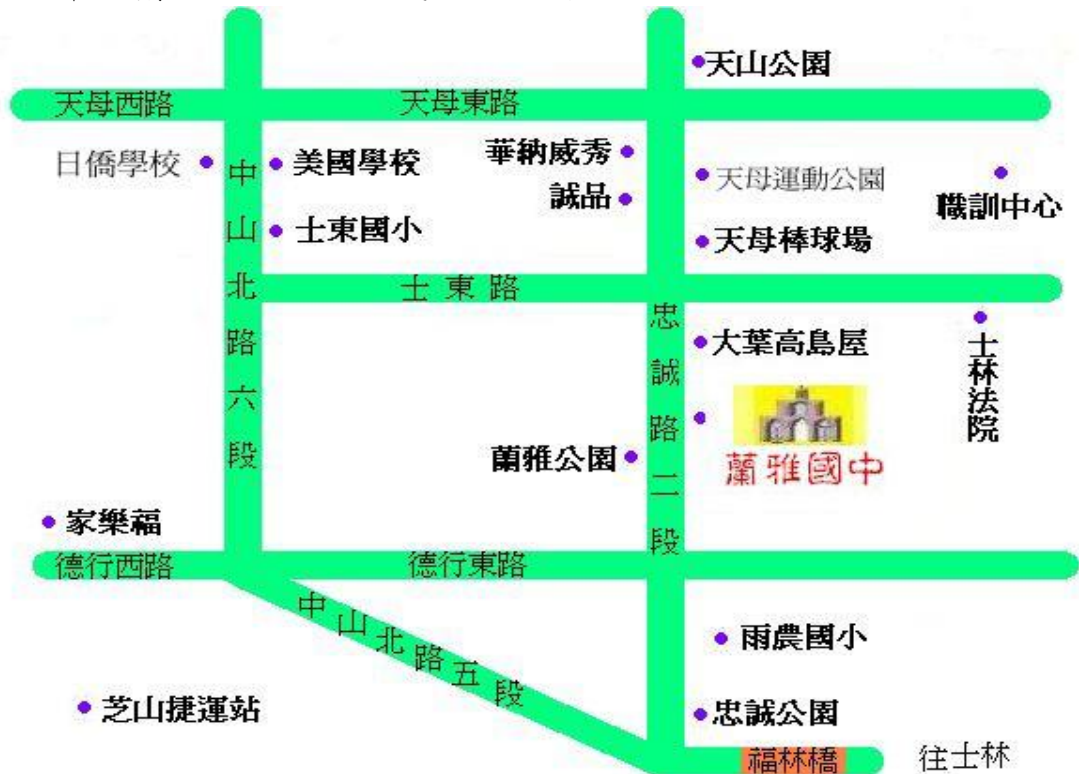 天山公園
天母西路
天母東路
日僑學校
美國學校
華納威秀
誠品
天母運動公園
職訓中心
士東國小
天母棒球場
中山北路六段
士東路
忠誠路二段
大葉高島屋
士林法院
蘭雅公園
蘭雅國中
家樂福
德行西路
德行東路
中山北路五段
雨農國小
芝山捷運站
忠誠公園
福林橋
往士林